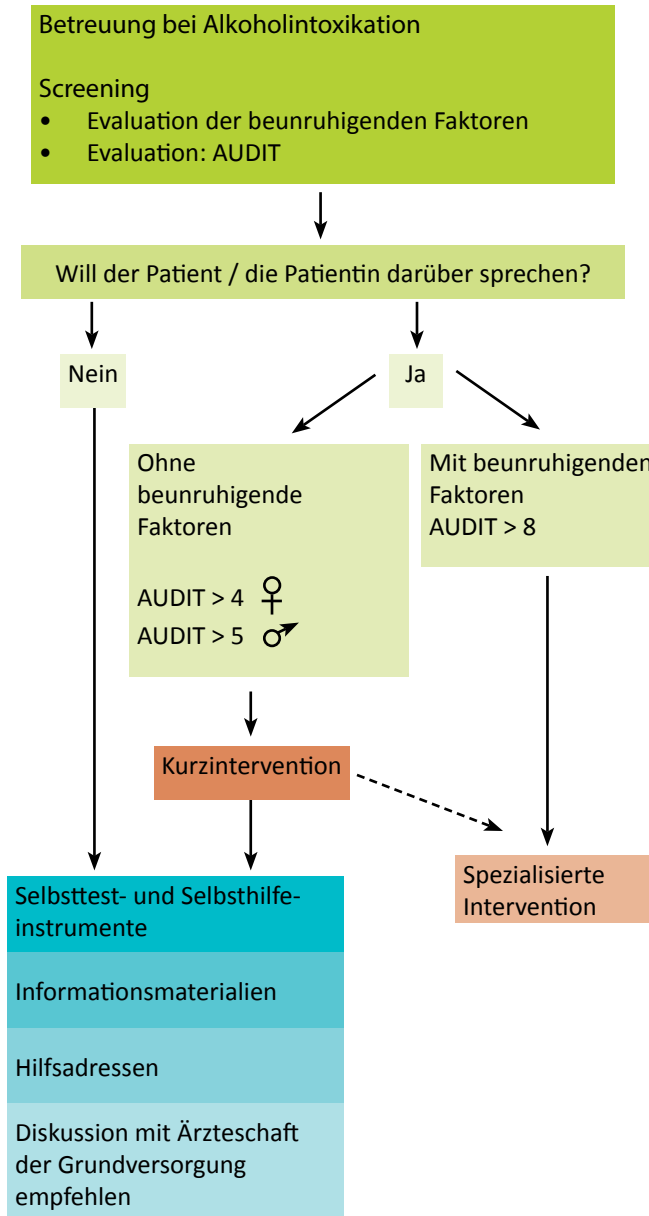 Betreuung bei Alkoholintoxikation
Screening
• Evaluation der beunruhigenden Faktoren
• Evaluation: AUDIT
Will der Patient / die Patientin darüber sprechen?
Nein
Ja
Ohne
beunruhigende
Faktoren
AUDIT > 4 ♀
AUDIT > 5 ♂
Mit beunruhigenden
Faktoren
AUDIT > 8
Kurzintervention
Spezialisierte
Intervention
Selbsttest- und Selbsthilfe-
instrumente
Informationsmaterialien
Hilfsadressen
Diskussion mit Ärzteschaft
der Grundversorgung
empfehlen